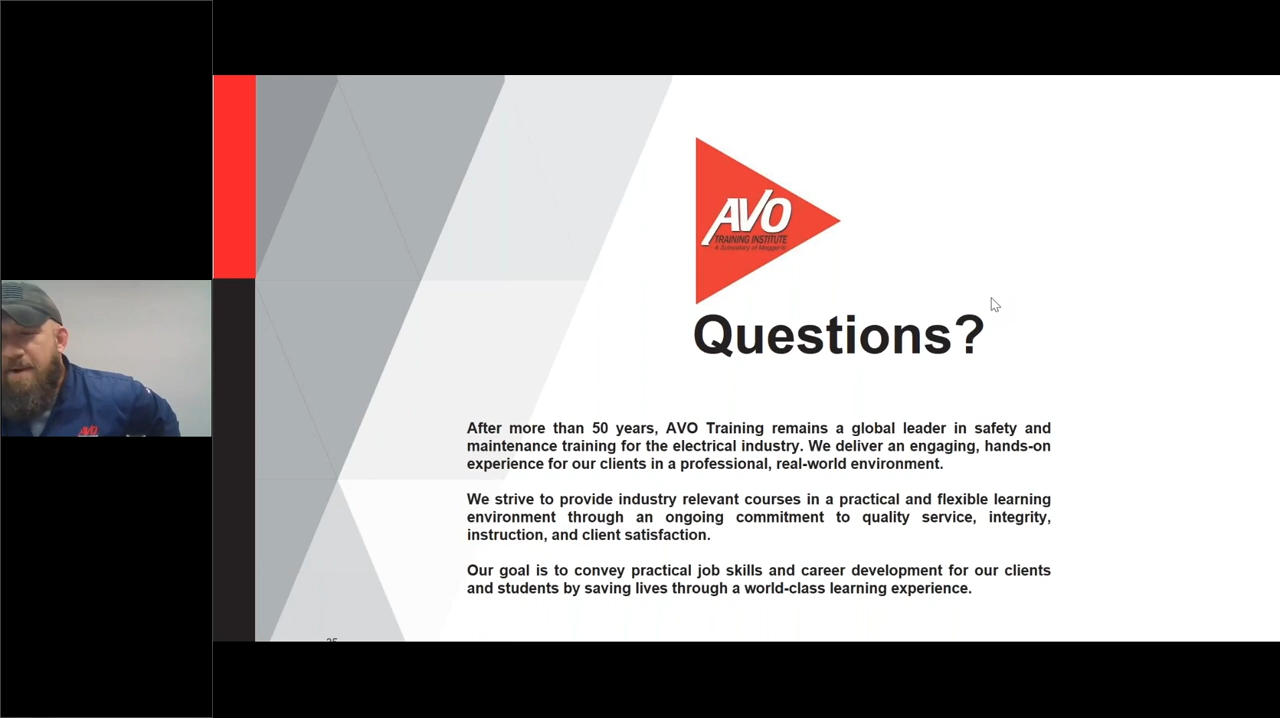 AVO
TRAINING INSTITUTE
A Subsidiary of Megger®
Questions?
After more than 50 years, AVO Training remains a global leader in safety and
maintenance training for the electrical industry. We deliver an engaging, hands-on
experience for our clients in a professional, real-world environment.
We strive to provide industry relevant courses in a practical and flexible learning
environment through an ongoing commitment to quality service, integrity,
instruction, and client satisfaction.
Our goal is to convey practical job skills and career development for our clients
and students by saving lives through a world-class learning experience.
AVO